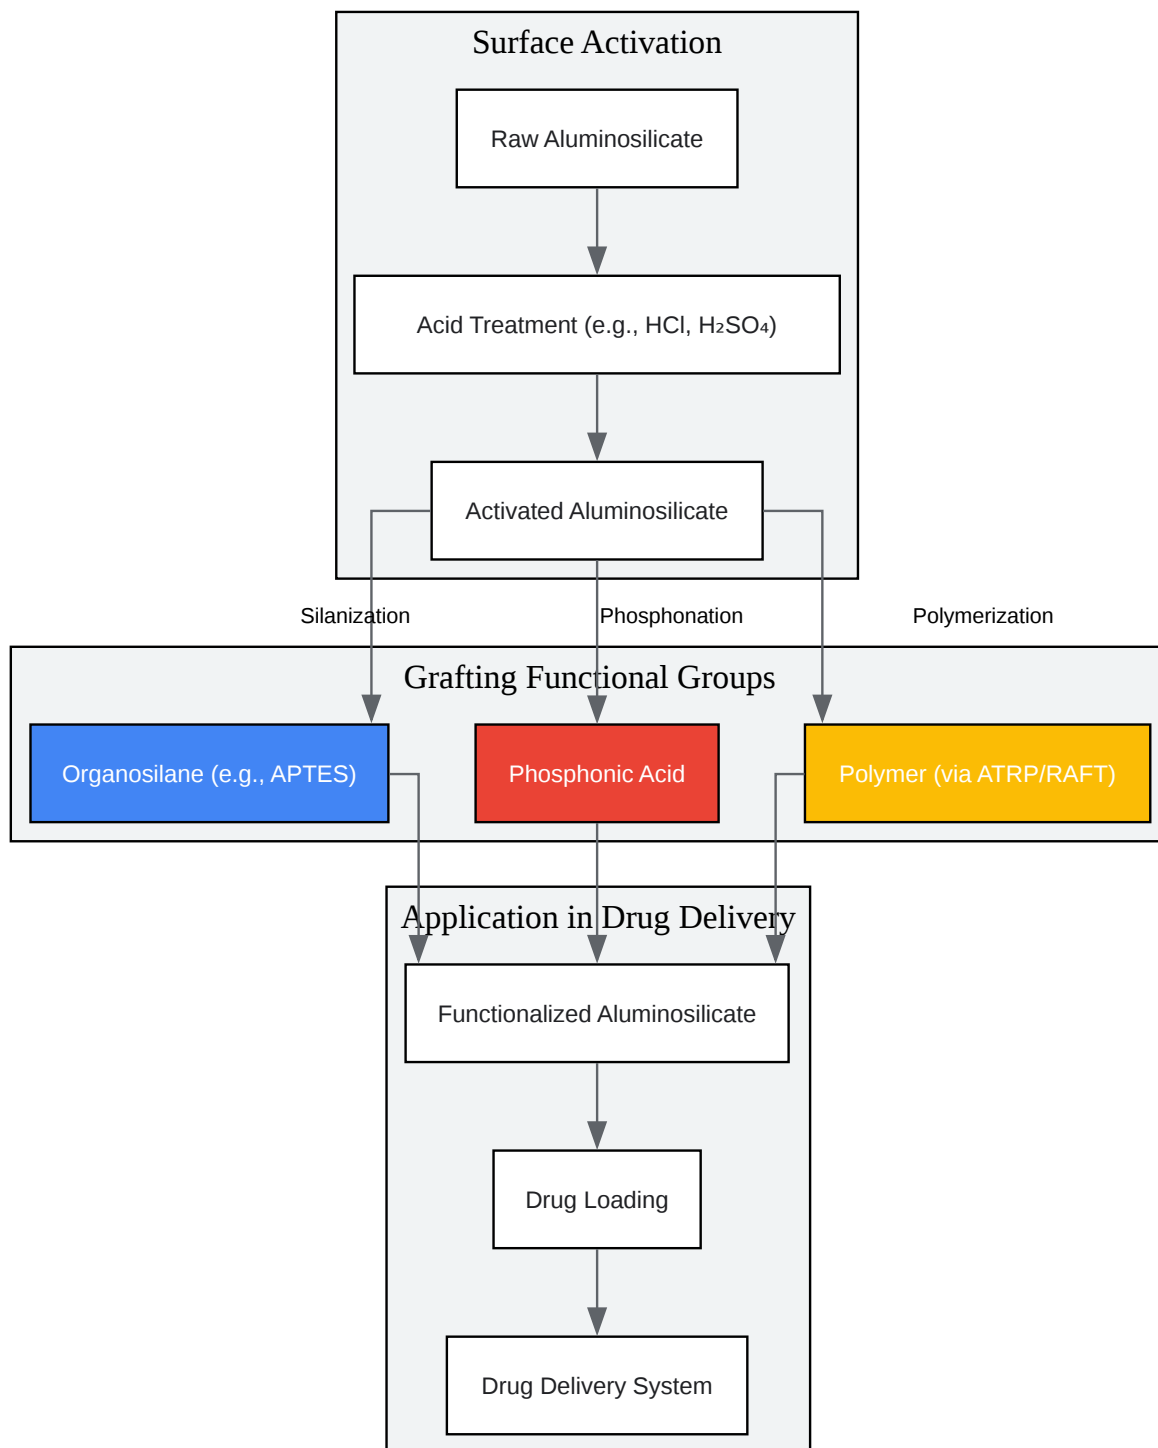 Surface Activation
Raw Aluminosilicate
Acid Treatment (e.g., HCl, H₂SO₄)
Activated Aluminosilicate
Silanization
Phosphonation
Polymerization
Grafting Functional Groups
Organosilane (e.g., APTES)
Phosphonic Acid
Polymer (via ATRP/RAFT)
Application in Drug Delivery
Functionalized Aluminosilicate
Drug Loading
Drug Delivery System